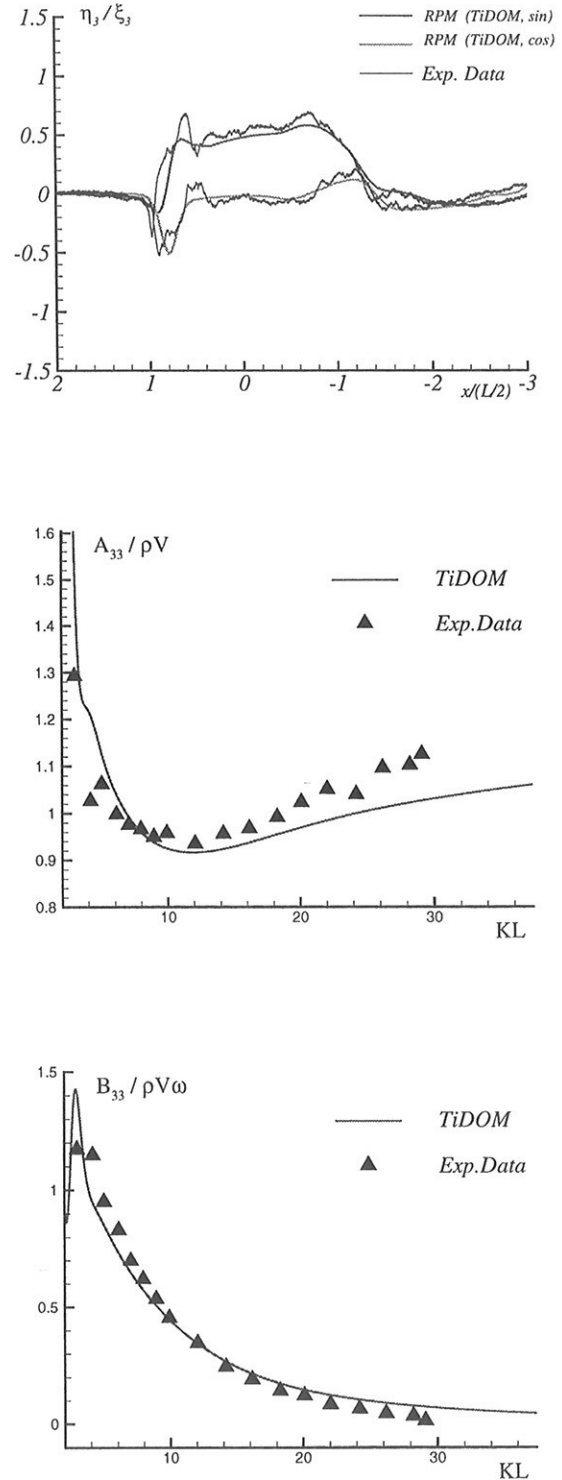 η₃/ξ₃
RPM (TiDOM, sin)
RPM (TiDOM, cos)
Exp. Data
1.5
1
0.5
0
-0.5
-1
-1.5
2 1 0 -1 -2 -3
x/(L/2)
A₃₃ / ρV
TiDOM
Exp.Data
1.6
1.5
1.4
1.3
1.2
1.1
1
0.9
0.8
10 20 30
KL
B₃₃ / ρVω
TiDOM
Exp.Data
1.5
1
0.5
0
10 20 30
KL